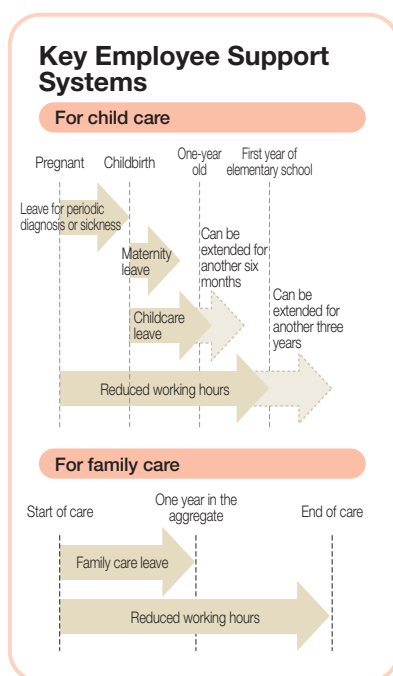 Key Employee Support
Systems
For child care
Pregnant
Childbirth
One-year
old
First year of
elementary school
Leave for periodic
diagnosis or sickness
Maternity
leave
Can be
extended for
another six
months
Childcare
leave
Can be
extended for
another three
years
Reduced working hours
For family care
Start of care
One year in the
aggregate
End of care
Family care leave
Reduced working hours